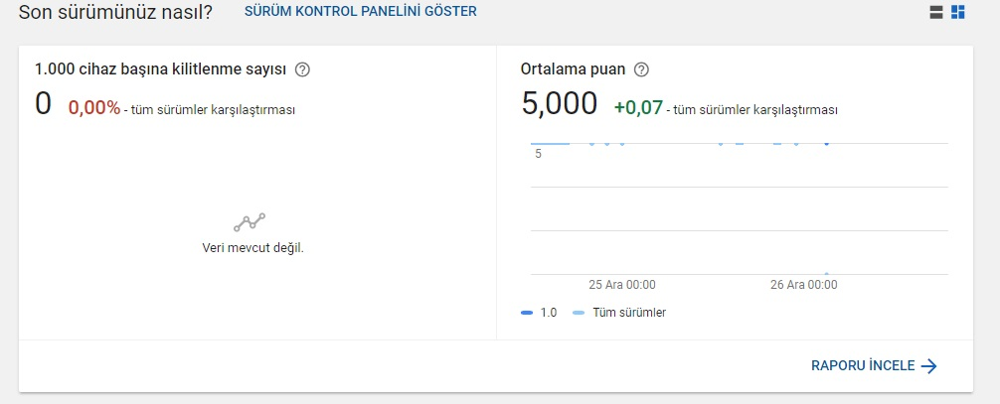 Son sürümünüz nasıl? SÜRÜM KONTROL PANELİNİ GÖSTER
1.000 cihaz başına kilitlenme sayısı
0 0,00% - tüm sürümler karşılaştırması
Veri mevcut değil.
Ortalama puan
5,000 +0,07 - tüm sürümler karşılaştırması
5
25 Ara 00:00 26 Ara 00:00
1.0 Tüm sürümler
RAPORU İNCELE